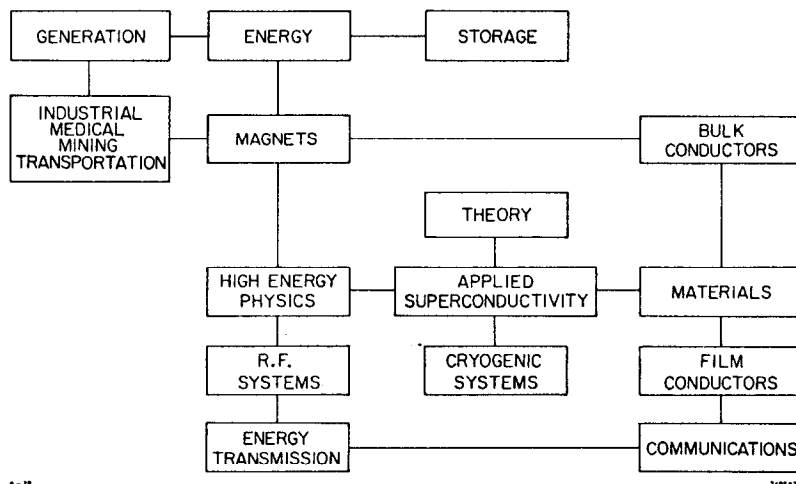 GENERATION
ENERGY
STORAGE
INDUSTRIAL
MEDICAL
MINING
TRANSPORTATION
MAGNETS
BULK
CONDUCTORS
THEORY
HIGH ENERGY
PHYSICS
APPLIED
SUPERCONDUCTIVITY
MATERIALS
R.F.
SYSTEMS
CRYOGENIC
SYSTEMS
FILM
CONDUCTORS
ENERGY
TRANSMISSION
COMMUNICATIONS